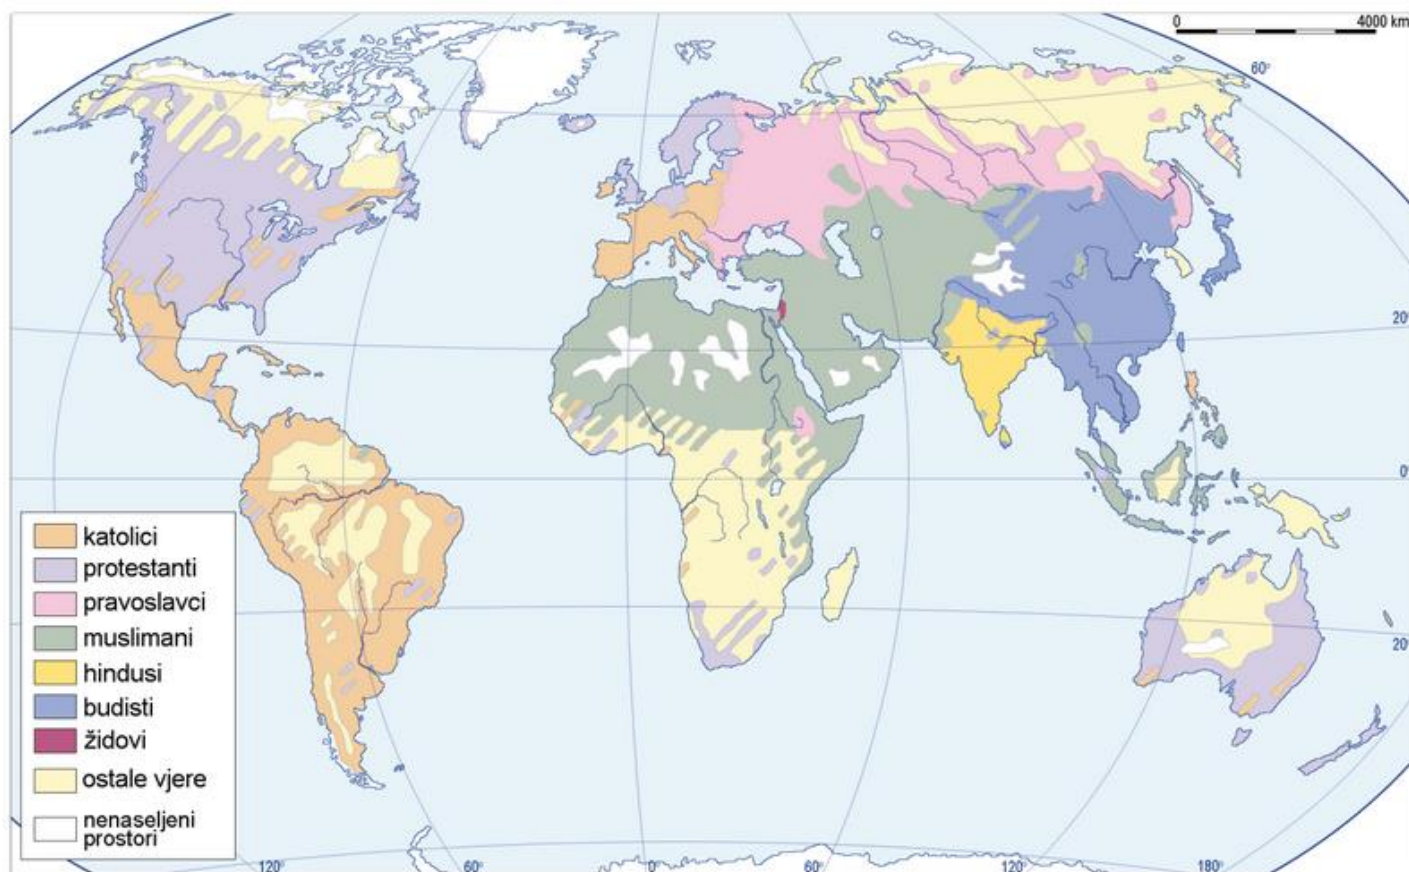 0 4000 km
60°
20°
0°
20°
katolici
protestanti
pravoslavci
muslimani
hindusi
budisti
židovi
ostale vjere
nenaseljeni
prostori
120° 60° 0° 60° 120° 180°